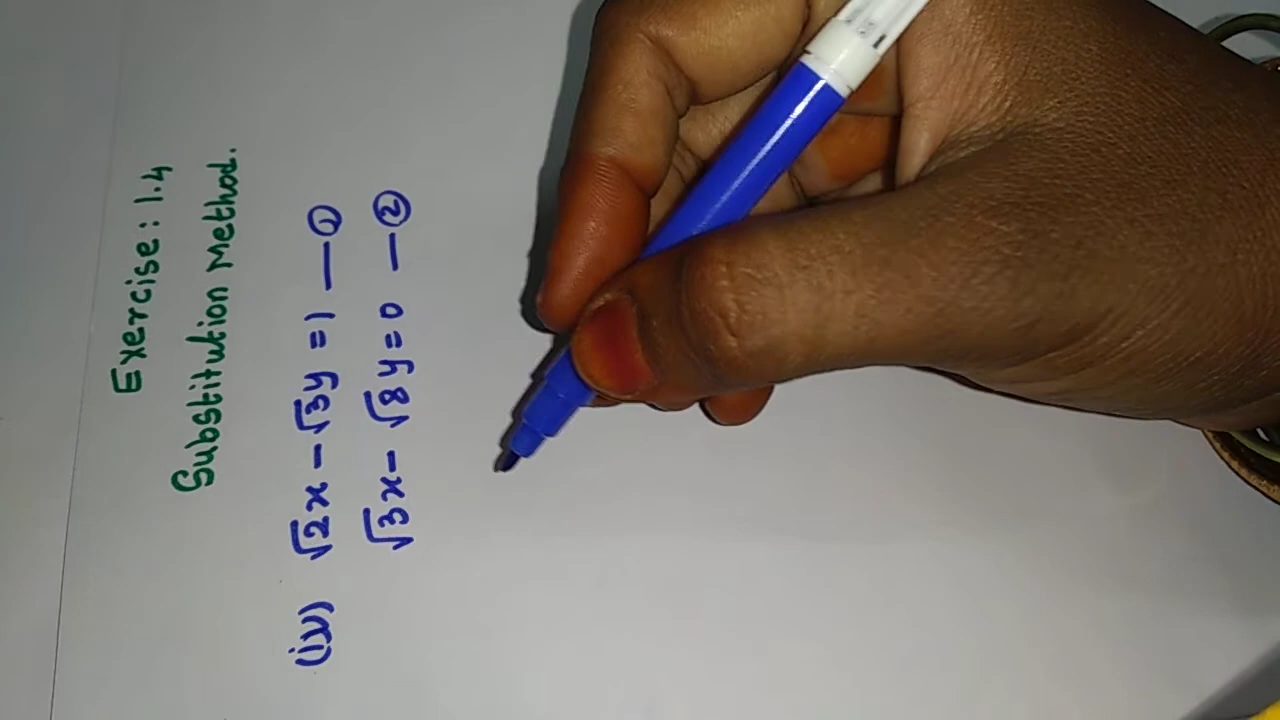 Exercise: 1.4
Substitution Method.
(iv) √2x - √3y = 1 —①
√3x - √8y = 0 —②